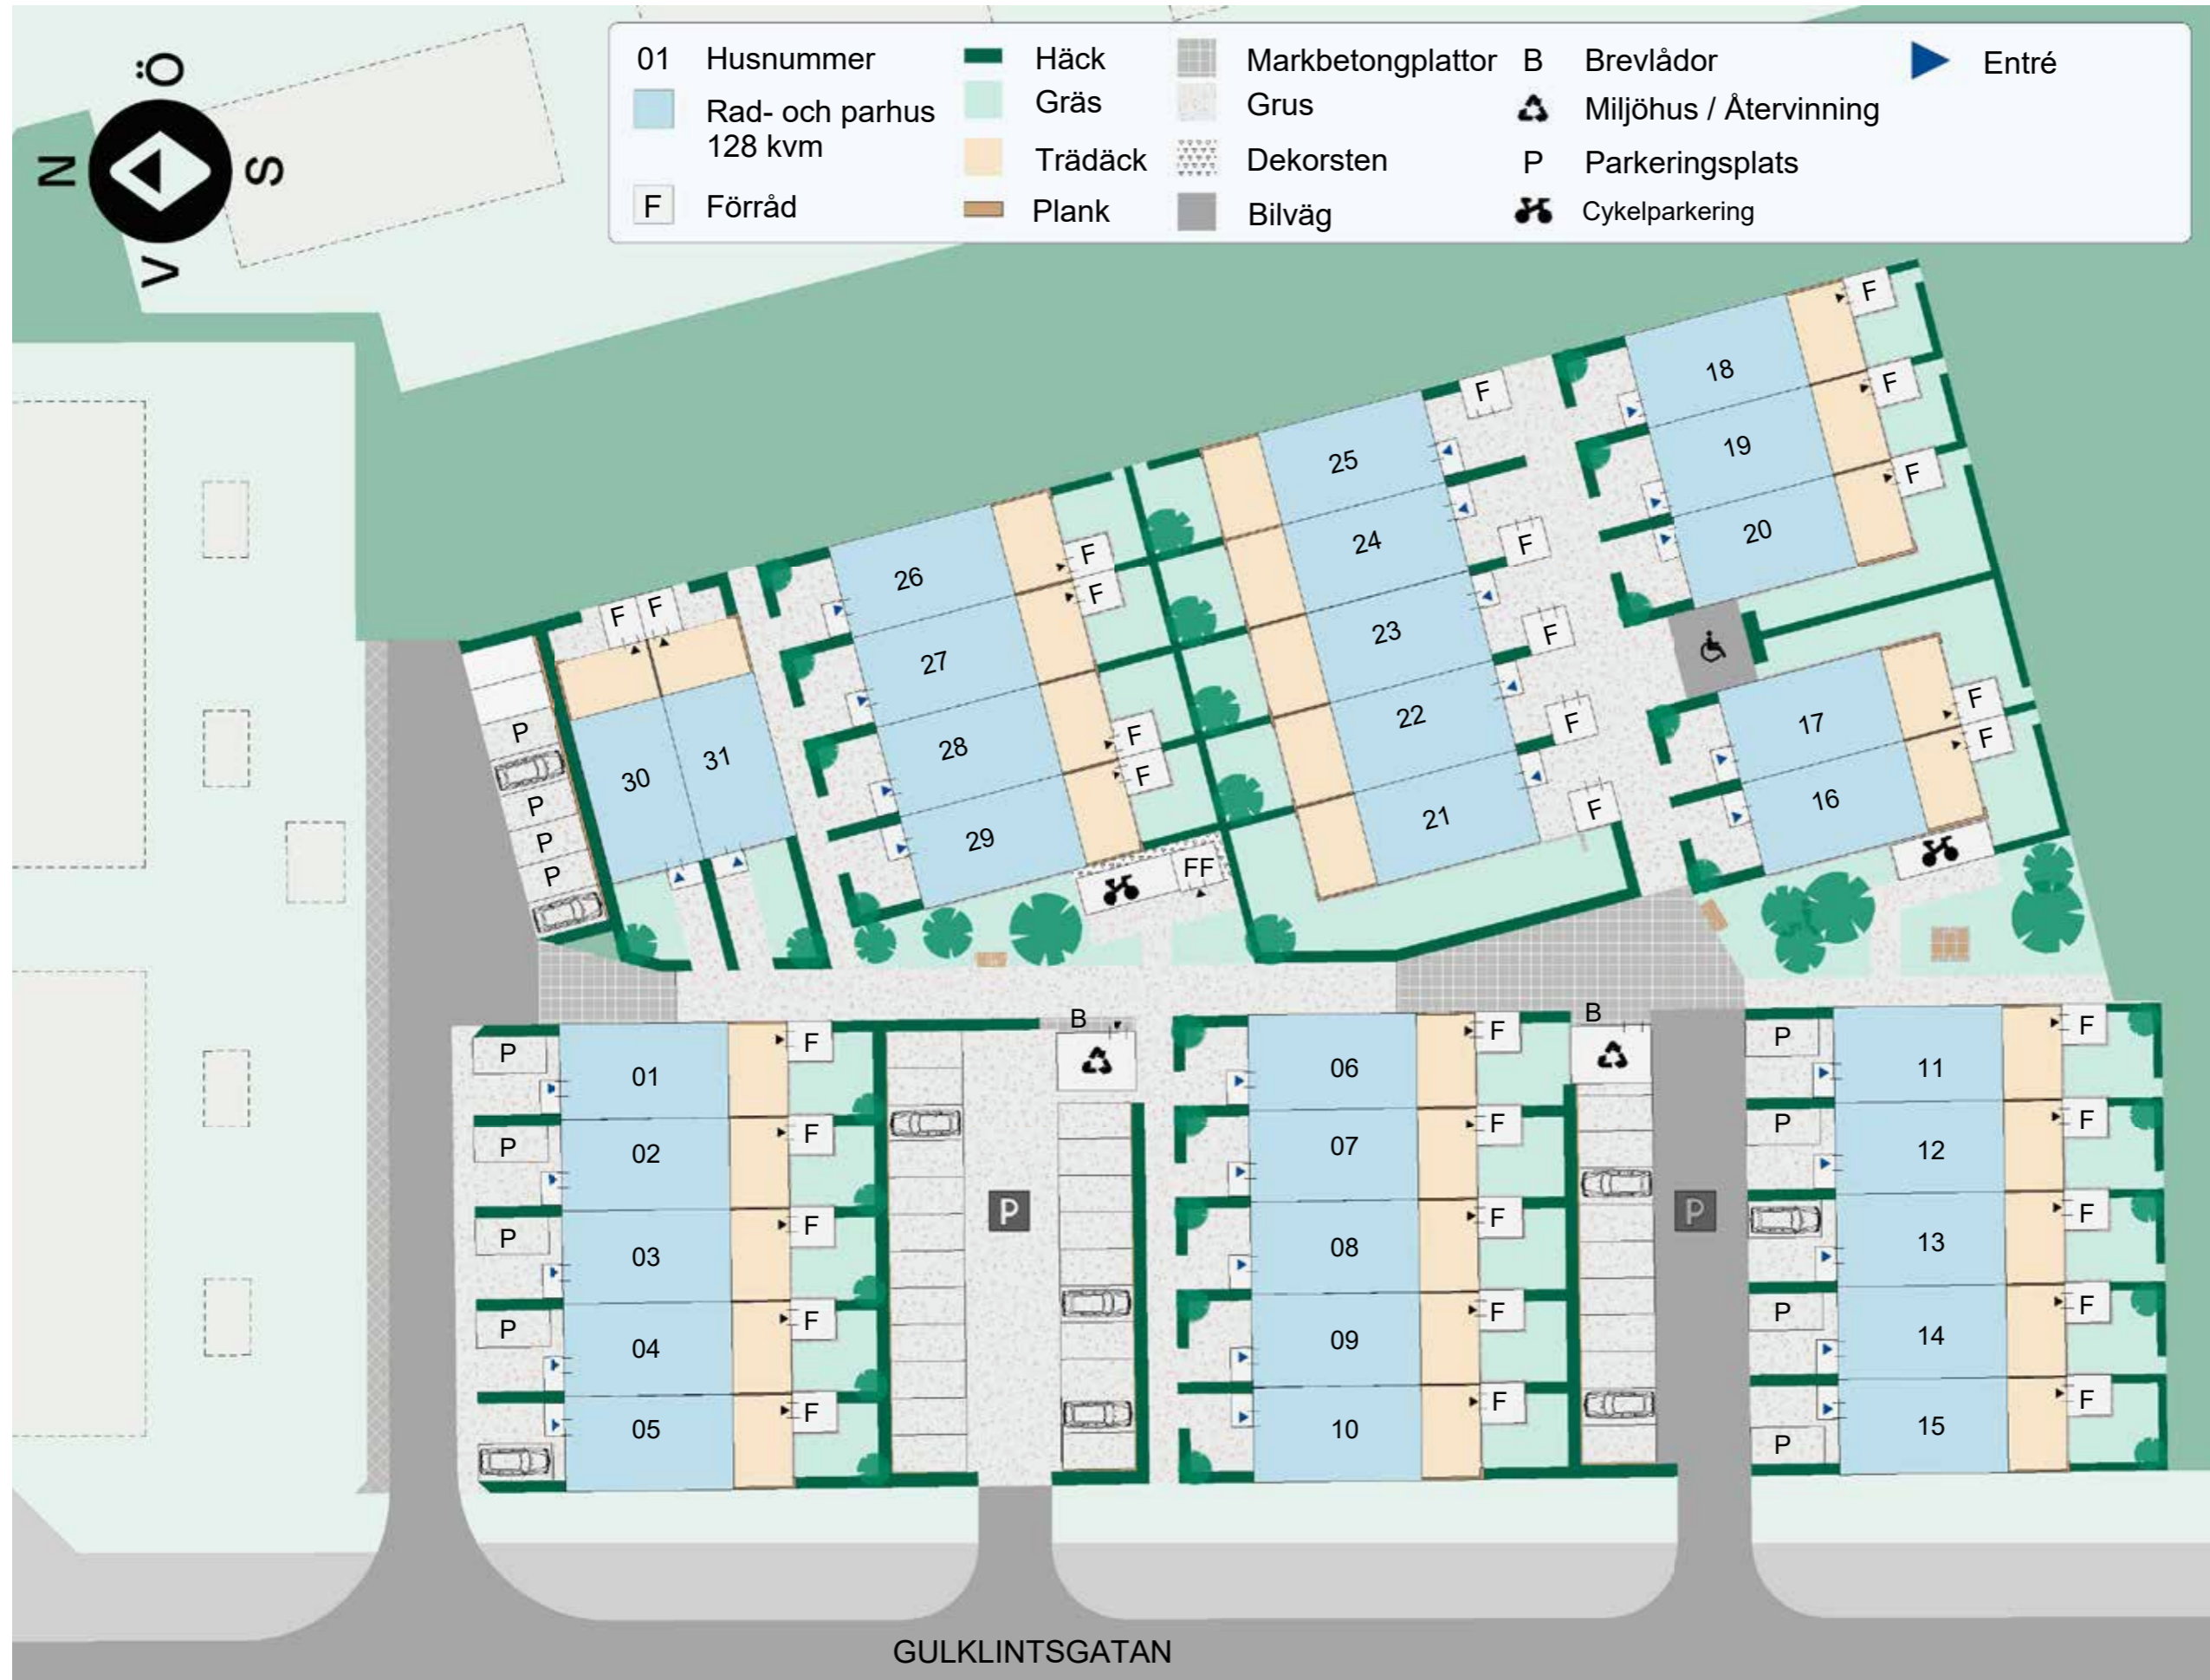 Ö
N
S
V
01 Husnummer
Rad- och parhus
128 kvm
F Förråd
Häck
Gräs
Trädäck
Plank
Markbetongplattor
Grus
Dekorsten
Bilväg
B Brevlådor
Miljöhus / Återvinning
P Parkeringsplats
Cykelparkering
Entré
F
18
F
19
F
20
F
25
F
24
F
23
F
22
F
21
F
26
F
27
F
28
F
29
FF
F F
30
31
P
P
P
P
17
F
16
F
B
B
P
01
F
P
02
F
P
03
F
P
04
F
05
F
P
06
F
07
F
08
F
09
F
10
F
P
P
11
F
P
12
F
13
F
P
14
F
P
15
F
GULKLINTSGATAN